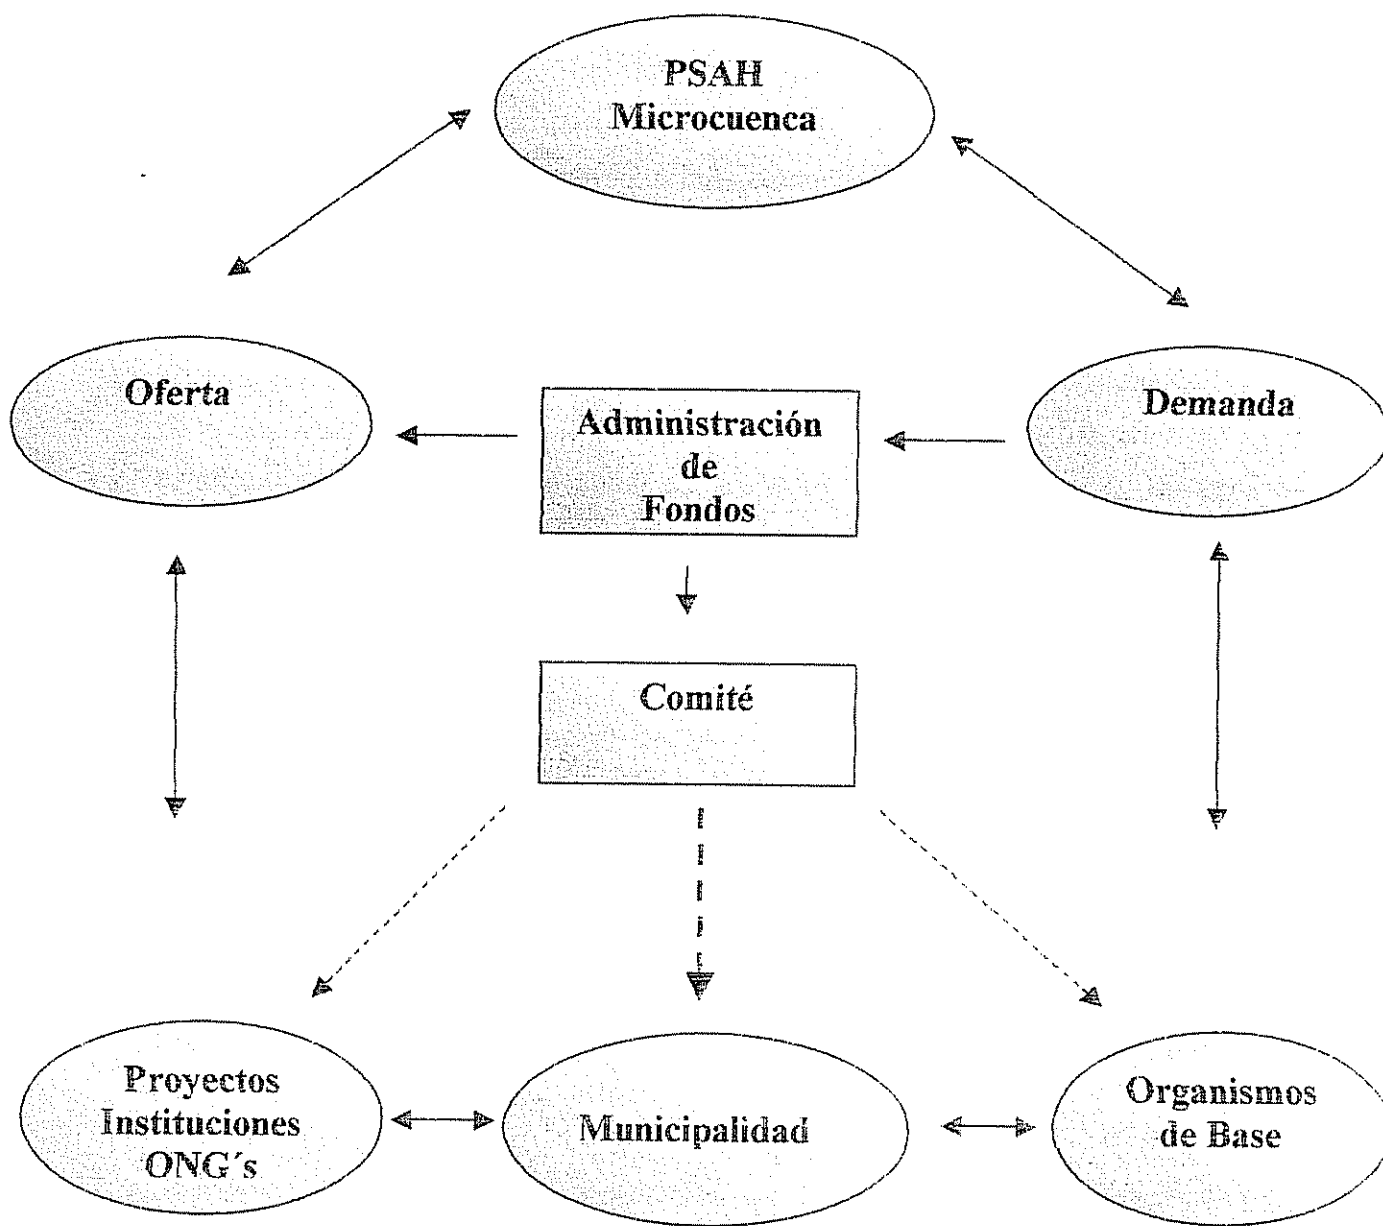 PSAH
Microcuenca
Oferta
Administración
de
Fondos
Demanda
Comité
Proyectos
Instituciones
ONG´s
Municipalidad
Organismos
de Base